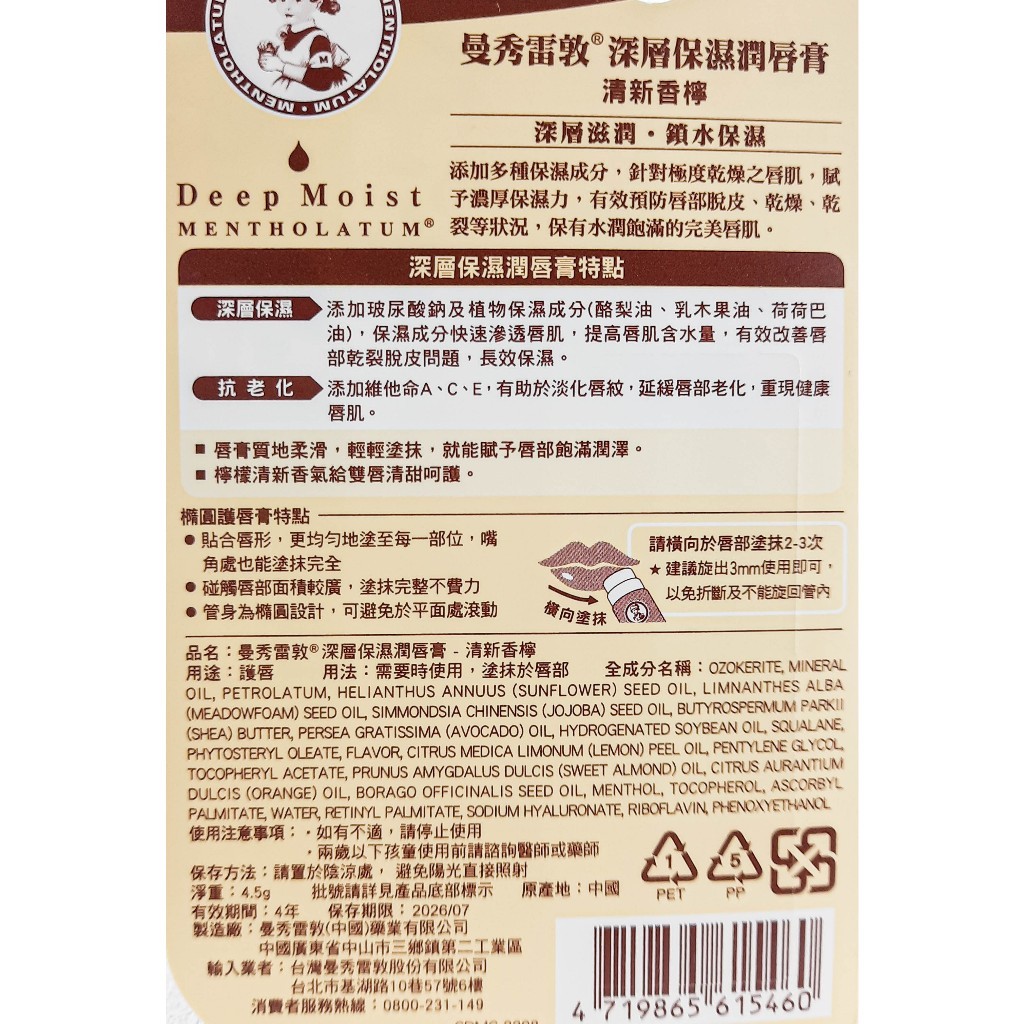 MENTHOLATUM · MENTHOLATUM
M
Deep Moist
MENTHOLATUM®
曼秀雷敦®深層保濕潤唇膏
清新香檸
深層滋潤・鎖水保濕
添加多種保濕成分，針對極度乾燥之唇肌，賦
予濃厚保濕力，有效預防唇部脫皮、乾燥、乾
裂等狀況，保有水潤飽滿的完美唇肌。
深層保濕潤唇膏特點
深層保濕 添加玻尿酸鈉及植物保濕成分(酪梨油、乳木果油、荷荷巴
油)，保濕成分快速滲透唇肌，提高唇肌含水量，有效改善唇
部乾裂脫皮問題，長效保濕。
抗老化 添加維他命A、C、E，有助於淡化唇紋，延緩唇部老化，重現健康
唇肌。
■ 唇膏質地柔滑，輕輕塗抹，就能賦予唇部飽滿潤澤。
■ 檸檬清新香氣給雙唇清甜呵護。
橢圓護唇膏特點
● 貼合唇形，更均勻地塗至每一部位，嘴
角處也能塗抹完全
● 碰觸唇部面積較廣，塗抹完整不費力
● 管身為橢圓設計，可避免於平面處滾動
橫向塗抹
請橫向於唇部塗抹2-3次
★ 建議旋出3mm使用即可，
以免折斷及不能旋回管內
品名：曼秀雷敦®深層保濕潤唇膏 - 清新香檸
用途：護唇 用法：需要時使用，塗抹於唇部 全成分名稱：OZOKERITE, MINERAL
OIL, PETROLATUM, HELIANTHUS ANNUUS (SUNFLOWER) SEED OIL, LIMNANTHES ALBA
(MEADOWFOAM) SEED OIL, SIMMONDSIA CHINENSIS (JOJOBA) SEED OIL, BUTYROSPERMUM PARKII
(SHEA) BUTTER, PERSEA GRATISSIMA (AVOCADO) OIL, HYDROGENATED SOYBEAN OIL, SQUALANE,
PHYTOSTERYL OLEATE, FLAVOR, CITRUS MEDICA LIMONUM (LEMON) PEEL OIL, PENTYLENE GLYCOL,
TOCOPHERYL ACETATE, PRUNUS AMYGDALUS DULCIS (SWEET ALMOND) OIL, CITRUS AURANTIUM
DULCIS (ORANGE) OIL, BORAGO OFFICINALIS SEED OIL, MENTHOL, TOCOPHEROL, ASCORBYL
PALMITATE, WATER, RETINYL PALMITATE, SODIUM HYALURONATE, RIBOFLAVIN, PHENOXYETHANOL
使用注意事項：・如有不適，請停止使用
・兩歲以下孩童使用前請諮詢醫師或藥師
保存方法：請置於陰涼處， 避免陽光直接照射
淨重：4.5g 批號請詳見產品底部標示 原產地：中國
有效期間：4年 保存期限：2026/07
製造廠：曼秀雷敦(中國)藥業有限公司
中國廣東省中山市三鄉鎮第二工業區
輸入業者：台灣曼秀雷敦股份有限公司
台北市基湖路10巷57號6樓
消費者服務熱線：0800-231-149
1
PET
5
PP
4 719865 615460